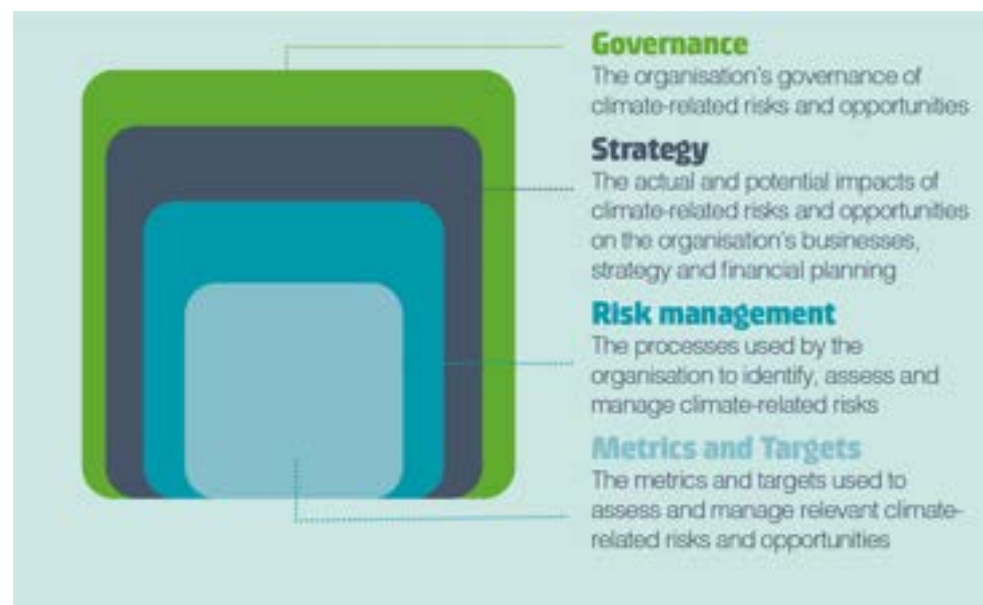 Governance
The organisation's governance of
climate-related risks and opportunities
Strategy
The actual and potential impacts of
climate-related risks and opportunities
on the organisation's businesses,
strategy and financial planning
Risk management
The processes used by the
organisation to identify, assess and
manage climate-related risks
Metrics and Targets
The metrics and targets used to
assess and manage relevant climate-
related risks and opportunities